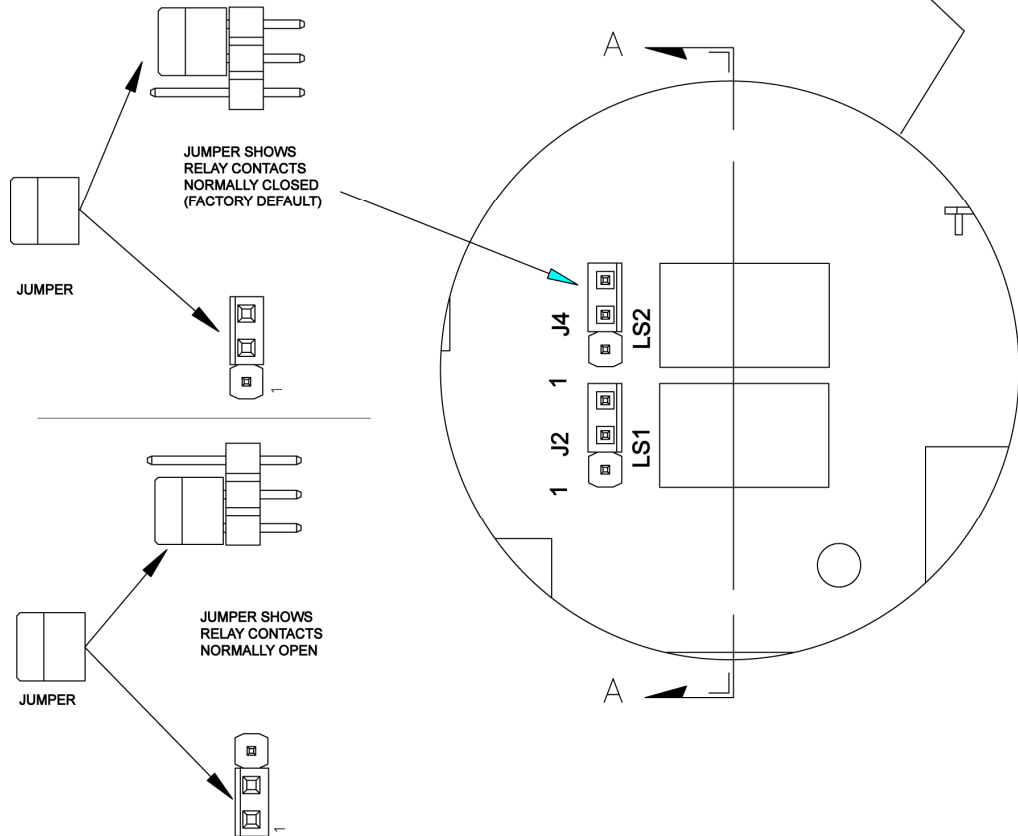 JUMPER SHOWS
RELAY CONTACTS
NORMALLY CLOSED
(FACTORY DEFAULT)
JUMPER
1
JUMPER SHOWS
RELAY CONTACTS
NORMALLY OPEN
JUMPER
1
A
J4
LS2
1
J2
LS1
1
A